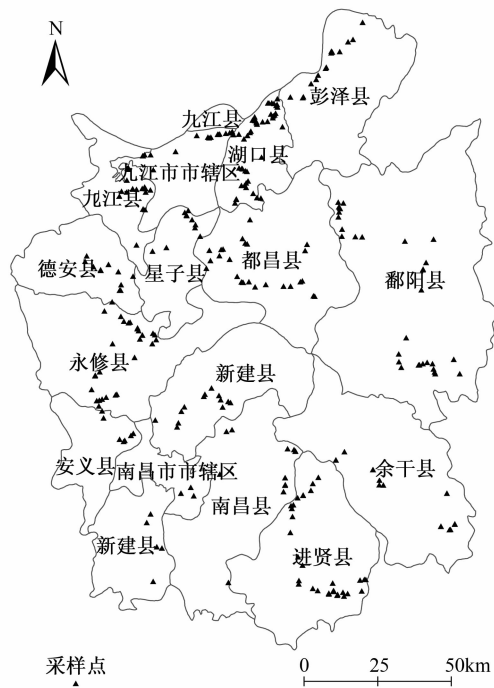 N
彭泽县
九江县
湖口县
九江市市辖区
九江县
德安县
星子县
都昌县
鄱阳县
永修县
新建县
安义县
南昌市市辖区
余干县
南昌县
新建县
进贤县
采样点
0 25 50km